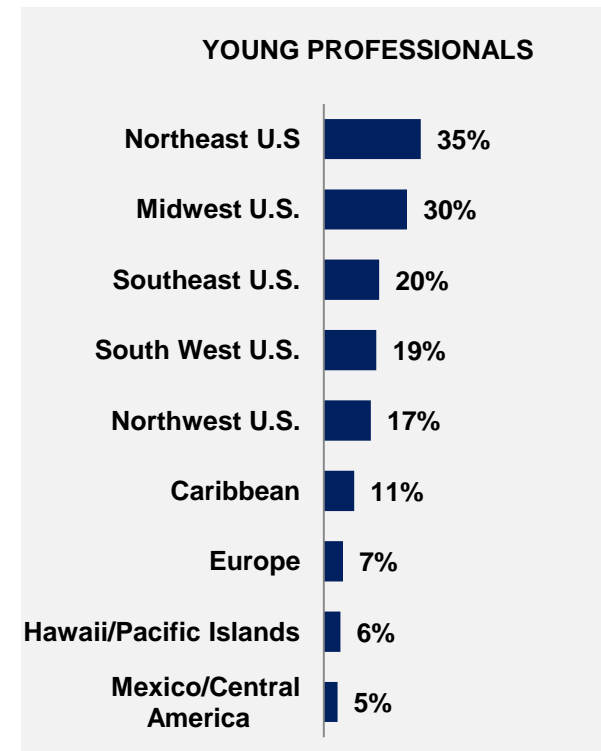 YOUNG PROFESSIONALS
Northeast U.S 35%
Midwest U.S. 30%
Southeast U.S. 20%
South West U.S. 19%
Northwest U.S. 17%
Caribbean 11%
Europe 7%
Hawaii/Pacific Islands 6%
Mexico/Central
America 5%